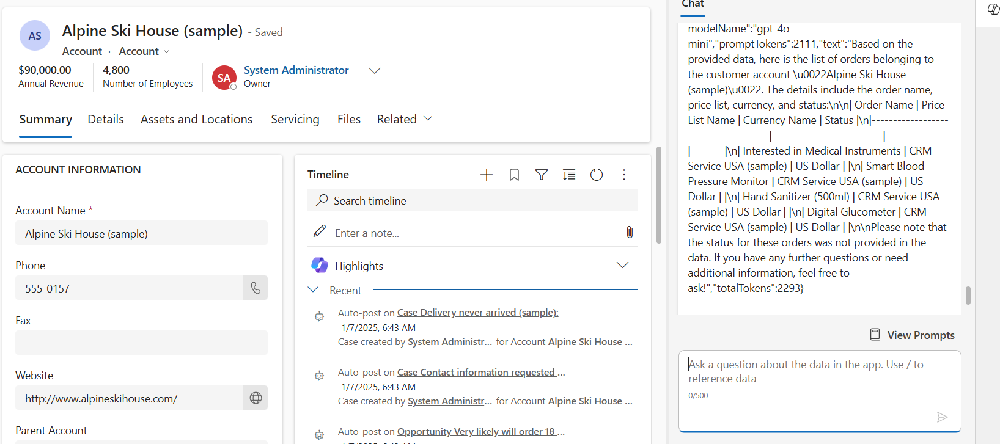 AS
Alpine Ski House (sample) - Saved
Account · Account
$90,000.00
Annual Revenue
4,800
Number of Employees
SA
System Administrator
Owner
Summary Details Assets and Locations Servicing Files Related
ACCOUNT INFORMATION
Account Name *
Alpine Ski House (sample)
Phone
555-0157
Fax
---
Website
http://www.alpineskihouse.com/
Parent Account
Timeline
Search timeline
Enter a note...
Highlights
Recent
Auto-post on Case Delivery never arrived (sample):
1/7/2025, 6:43 AM
Case created by System Administr... for Account Alpine Ski House ...
Auto-post on Case Contact information requested ...
1/7/2025, 6:43 AM
Case created by System Administr... for Account Alpine Ski House ...
Auto-post on Opportunity Very likely will order 18 ...
Chat
modelName":"gpt-4o-
mini","promptTokens":2111,"text":"Based on the
provided data, here is the list of orders belonging to
the customer account \u0022Alpine Ski House
(sample)\u0022. The details include the order name,
price list, currency, and status:\n\n| Order Name | Price
List Name | Currency Name | Status |\n|------------------
-------------------|--------------------------|---------------
|--------|\n| Interested in Medical Instruments | CRM
Service USA (sample) | US Dollar | |\n| Smart Blood
Pressure Monitor | CRM Service USA (sample) | US
Dollar | |\n| Hand Sanitizer (500ml) | CRM Service USA
(sample) | US Dollar | |\n| Digital Glucometer | CRM
Service USA (sample) | US Dollar | |\n\nPlease note that
the status for these orders was not provided in the
data. If you have any further questions or need
additional information, feel free to
ask!","totalTokens":2293}
View Prompts
Ask a question about the data in the app. Use / to
reference data
0/500